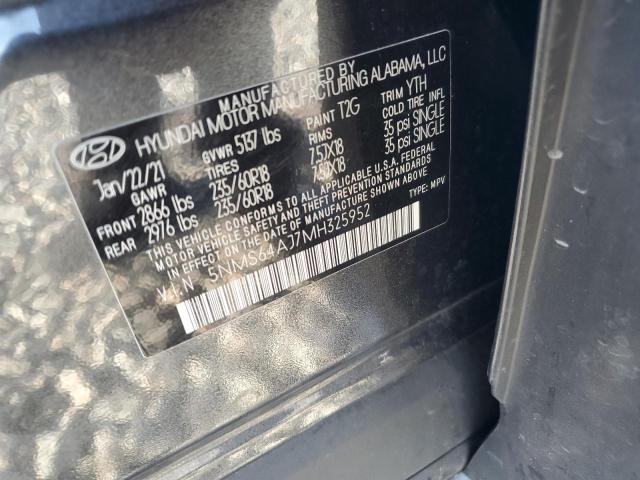 MANUFACTURED BY
HYUNDAI MOTOR MANUFACTURING ALABAMA, LLC
Jan/22/21 GVWR 5137 lbs PAINT T2G TRIM YTH
GAWR TIRES RIMS COLD TIRE INFL
FRONT 2866 lbs 235/60R18 7.5JX18 35 psi SINGLE
REAR 2976 lbs 235/60R18 35 psi SINGLE
THIS VEHICLE CONFORMS TO ALL APPLICABLE U.S.A. FEDERAL
MOTOR VEHICLE SAFETY AND THEFT PREVENTION STANDARDS
IN EFFECT ON THE DATE OF MANUFACTURE SHOWN ABOVE
V.I.N. 5NMS64AJ7MH325952 TYPE: MPV